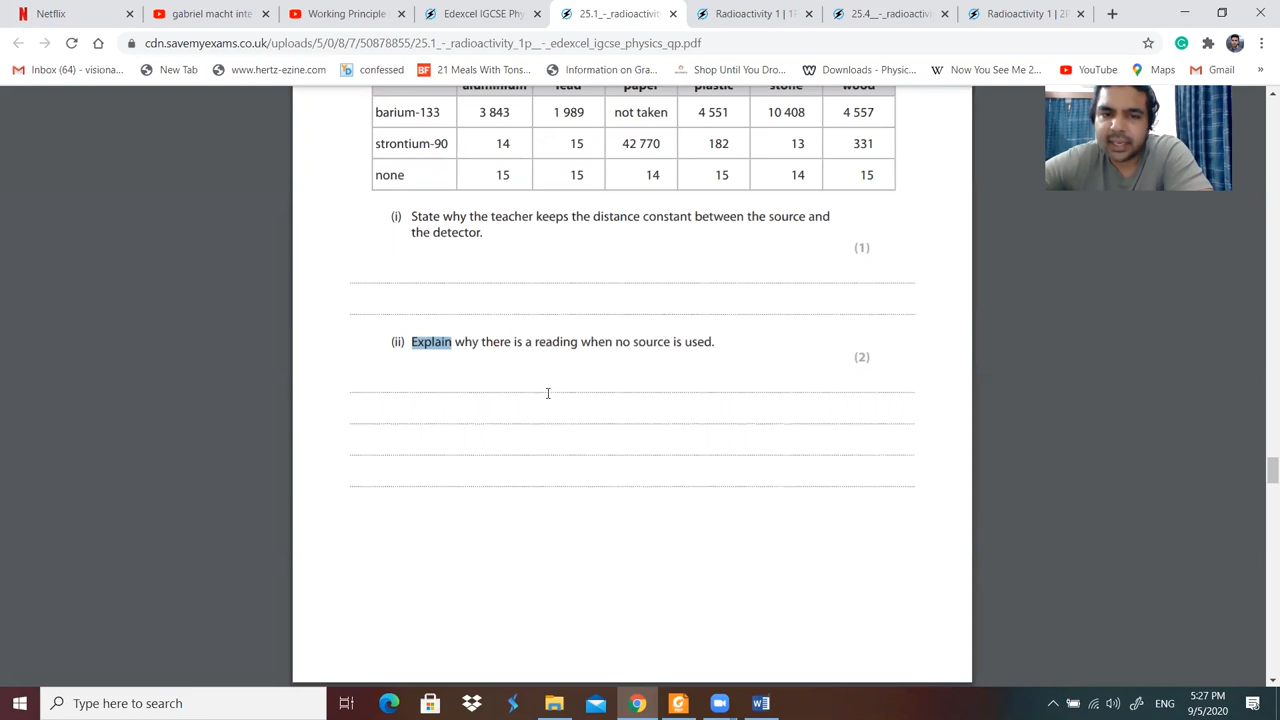 Netflix
gabriel macht inte
Working Principle
Edexcel IGCSE Phy
25.1_-_radioactivit
Radioactivity 1 | 1P
25.4__-_radioactivi
Radioactivity 1 | 2P
cdn.savemyexams.co.uk/uploads/5/0/8/7/50878855/25.1_-_radioactivity_1p__-_edexcel_igcse_physics_qp.pdf
Inbox (64) - visiona...
New Tab
www.hertz-ezine.com
confessed
21 Meals With Tons...
Information on Grad...
Shop Until You Dro...
Downloads - Physic...
Now You See Me 2...
YouTube
Maps
Gmail
aluminium lead paper plastic stone wood
barium-133 3 843 1 989 not taken 4 551 10 408 4 557
strontium-90 14 15 42 770 182 13 331
none 15 15 14 15 14 15
(i) State why the teacher keeps the distance constant between the source and
the detector.
(1)
(ii) Explain why there is a reading when no source is used.
(2)
Type here to search
ENG
5:27 PM
9/5/2020